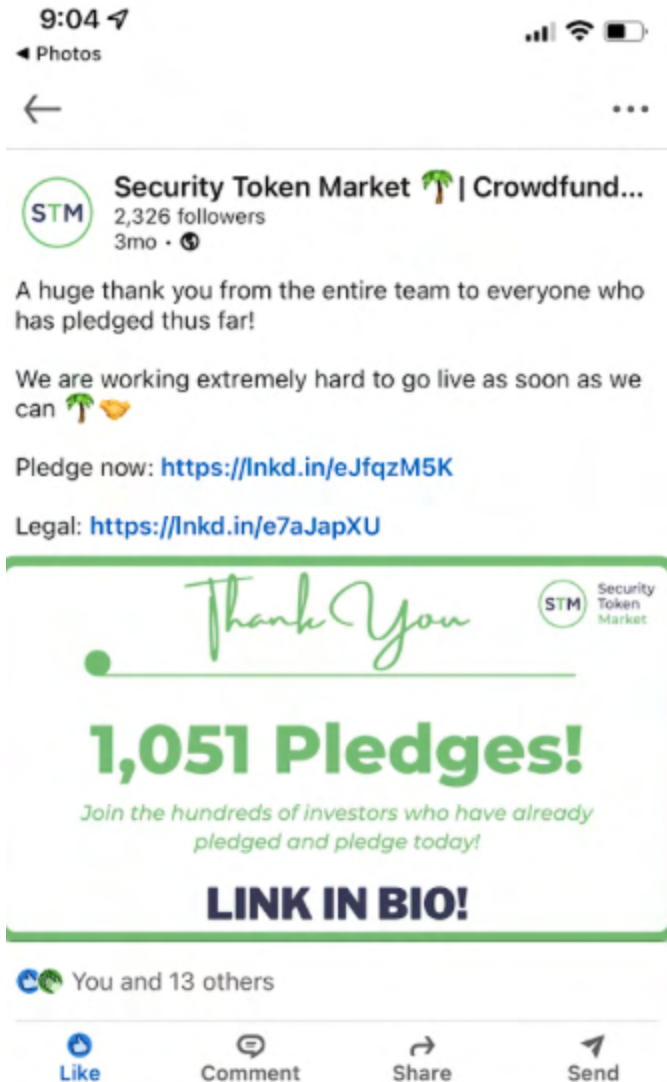 9:04
◀ Photos
STM
Security Token Market 🌴 | Crowdfund...
2,326 followers
3mo •
A huge thank you from the entire team to everyone who
has pledged thus far!
We are working extremely hard to go live as soon as we
can 🌴🤝
Pledge now: https://lnkd.in/eJfqzM5K
Legal: https://lnkd.in/e7aJapXU
Thank You
STM
Security
Token
Market
1,051 Pledges!
Join the hundreds of investors who have already
pledged and pledge today!
LINK IN BIO!
You and 13 others
Like
Comment
Share
Send